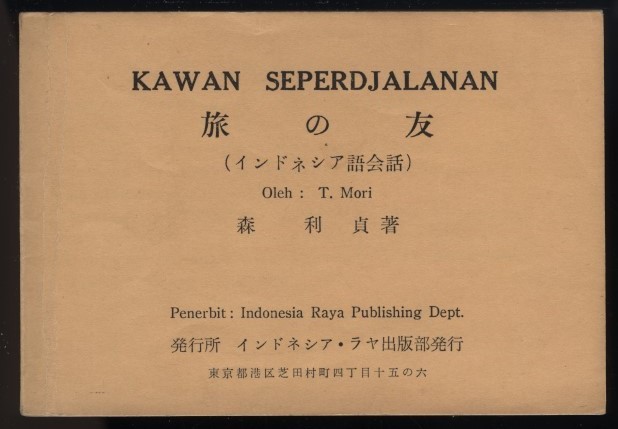 KAWAN SEPERDJALANAN
旅の友
(インドネシア語会話)
Oleh : T. Mori
森 利 貞 著
Penerbit : Indonesia Raya Publishing Dept.
発行所 インドネシア・ラヤ出版部発行
東京都港区芝田村町四丁目十五の六